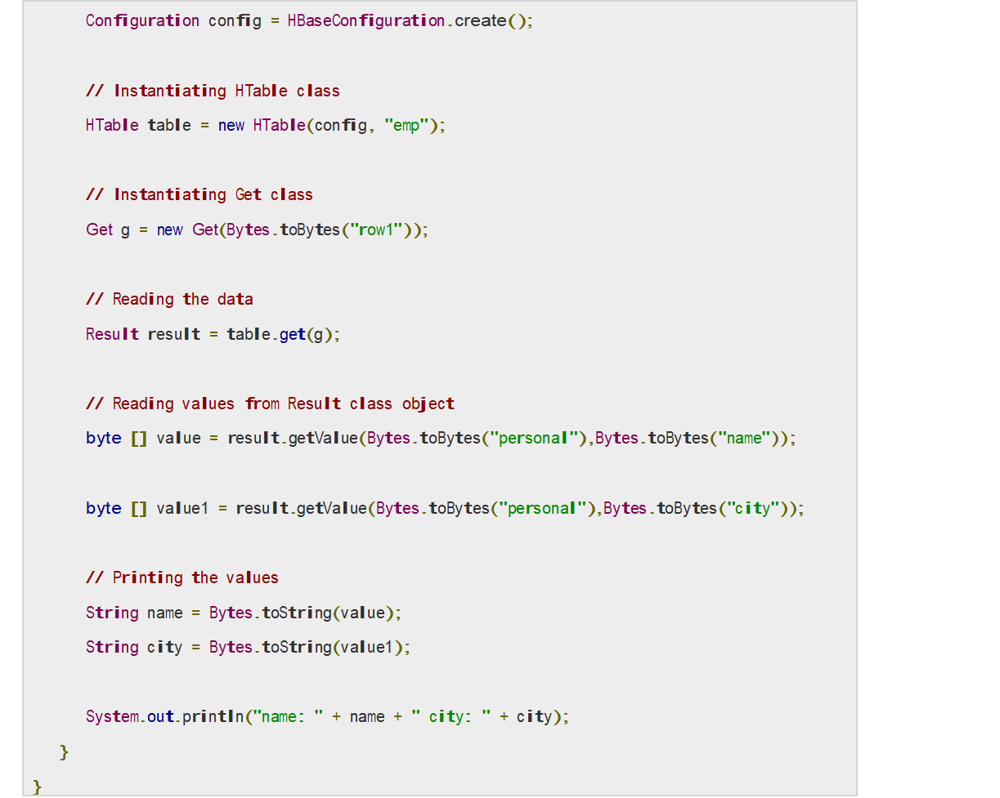 Configuration config = HBaseConfiguration.create();
// Instantiating HTable class
HTable table = new HTable(config, "emp");
// Instantiating Get class
Get g = new Get(Bytes.toBytes("row1"));
// Reading the data
Result result = table.get(g);
// Reading values from Result class object
byte [] value = result.getValue(Bytes.toBytes("personal"),Bytes.toBytes("name"));
byte [] value1 = result.getValue(Bytes.toBytes("personal"),Bytes.toBytes("city"));
// Printing the values
String name = Bytes.toString(value);
String city = Bytes.toString(value1);
System.out.println("name: " + name + " city: " + city);
}
}